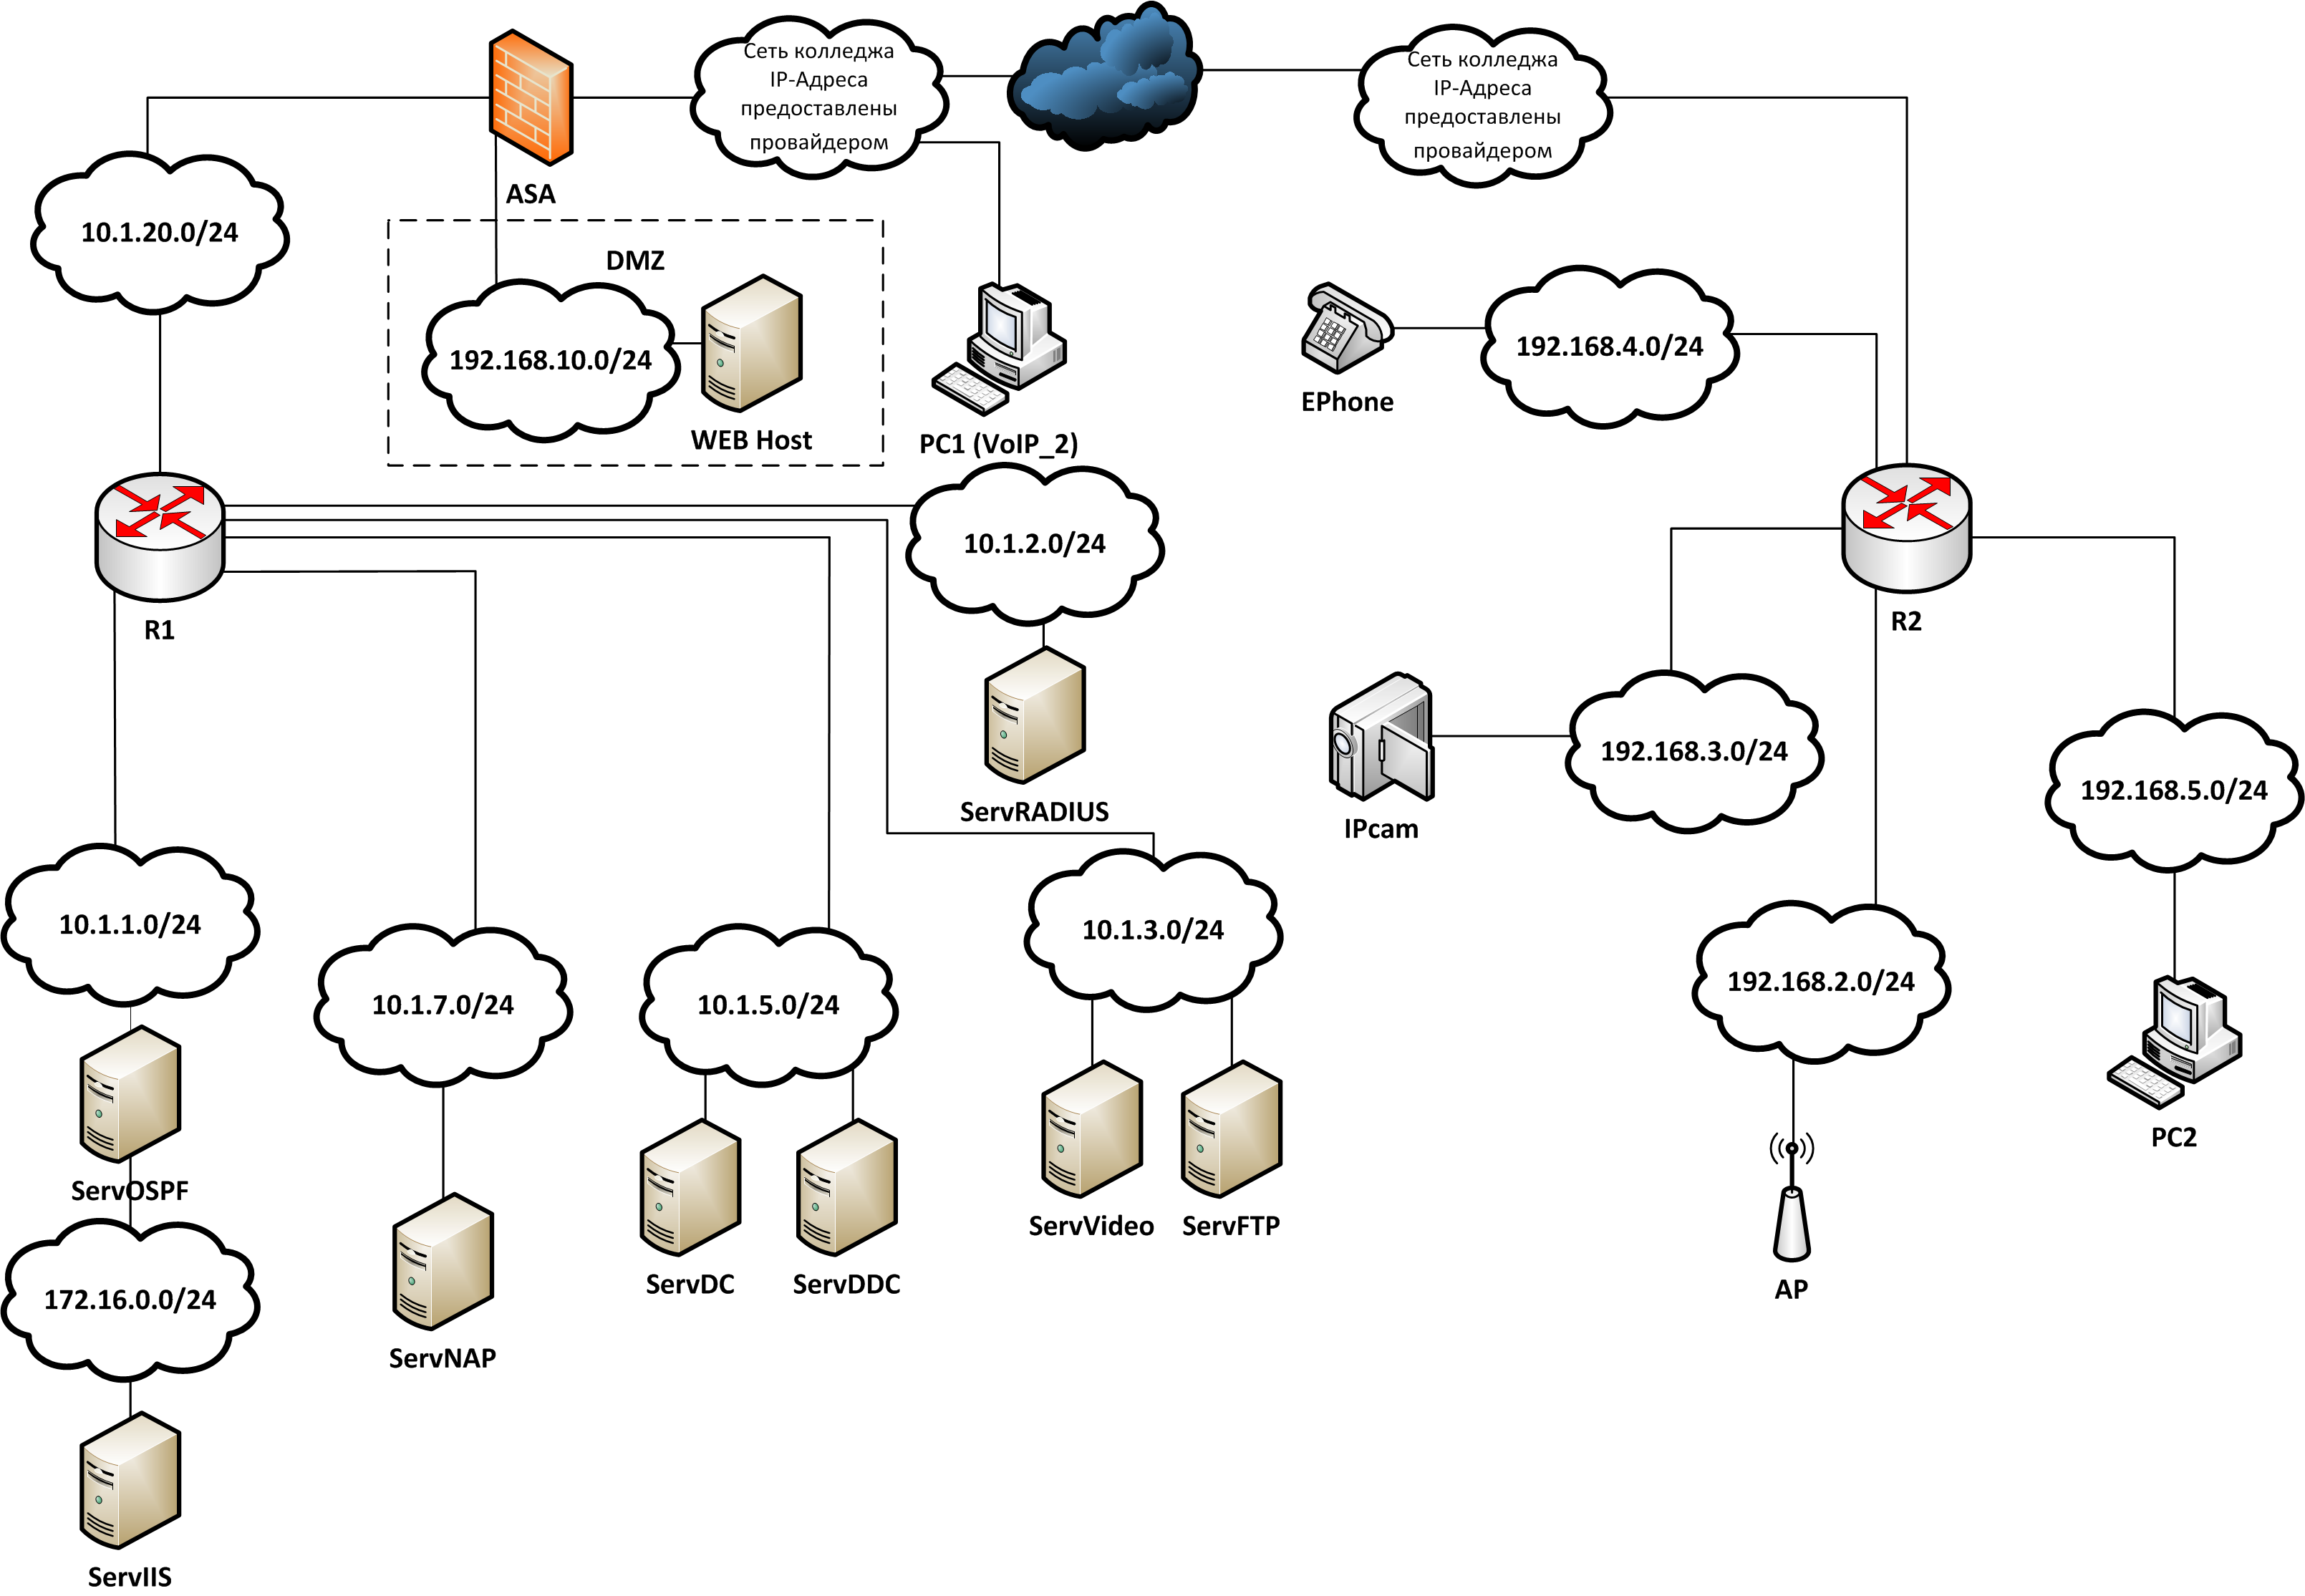 Сеть колледжа
IP-Адреса
предоставлены
провайдером
Сеть колледжа
IP-Адреса
предоставлены
провайдером
ASA
10.1.20.0/24
DMZ
192.168.10.0/24
WEB Host
PC1 (VoIP_2)
EPhone
192.168.4.0/24
R1
10.1.2.0/24
R2
ServRADIUS
IPcam
192.168.3.0/24
192.168.5.0/24
10.1.1.0/24
10.1.7.0/24
10.1.5.0/24
10.1.3.0/24
192.168.2.0/24
PC2
ServOSPF
ServVideo
ServFTP
ServDC
ServDDC
AP
172.16.0.0/24
ServNAP
ServIIS